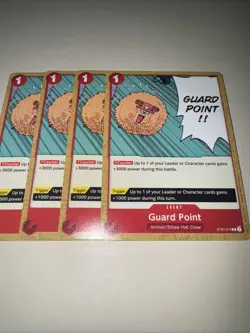 1 1 1 1
GUARD
POINT
!!
Counter Up to 1 of your Leader or Character cards gains
+3000 power during this battle.
Trigger Up to 1 of your Leader or Character cards gains
+1000 power during this turn.
EVENT
Guard Point
Animal/Straw Hat Crew